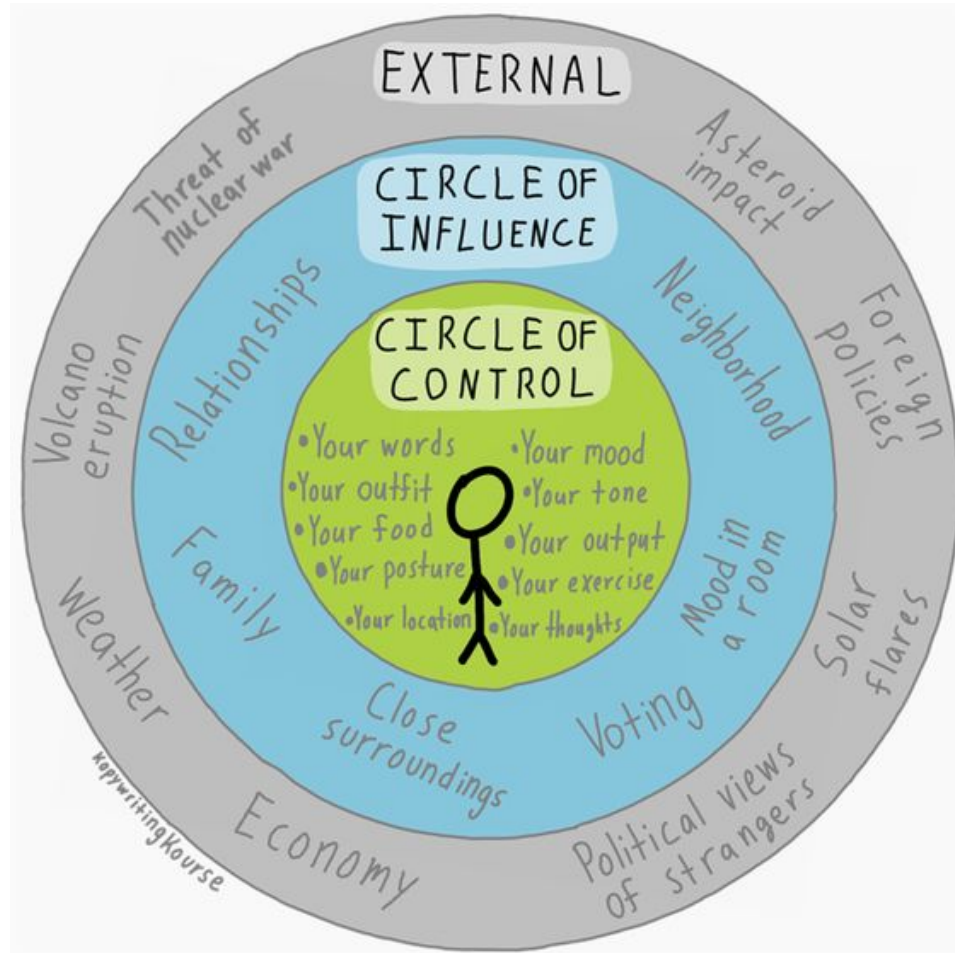 EXTERNAL
Threat of
nuclear war
Asteroid
impact
Volcano
eruption
Foreign
policies
Weather
Solar
flares
Economy
Political views
of strangers
CIRCLE OF
INFLUENCE
Relationships
Neighborhood
Family
Mood in
a room
Close
surroundings
Voting
CIRCLE OF
CONTROL
•Your words
•Your outfit
•Your food
•Your posture
•Your location
•Your mood
•Your tone
•Your output
•Your exercise
•Your thoughts
KopywritingKourse